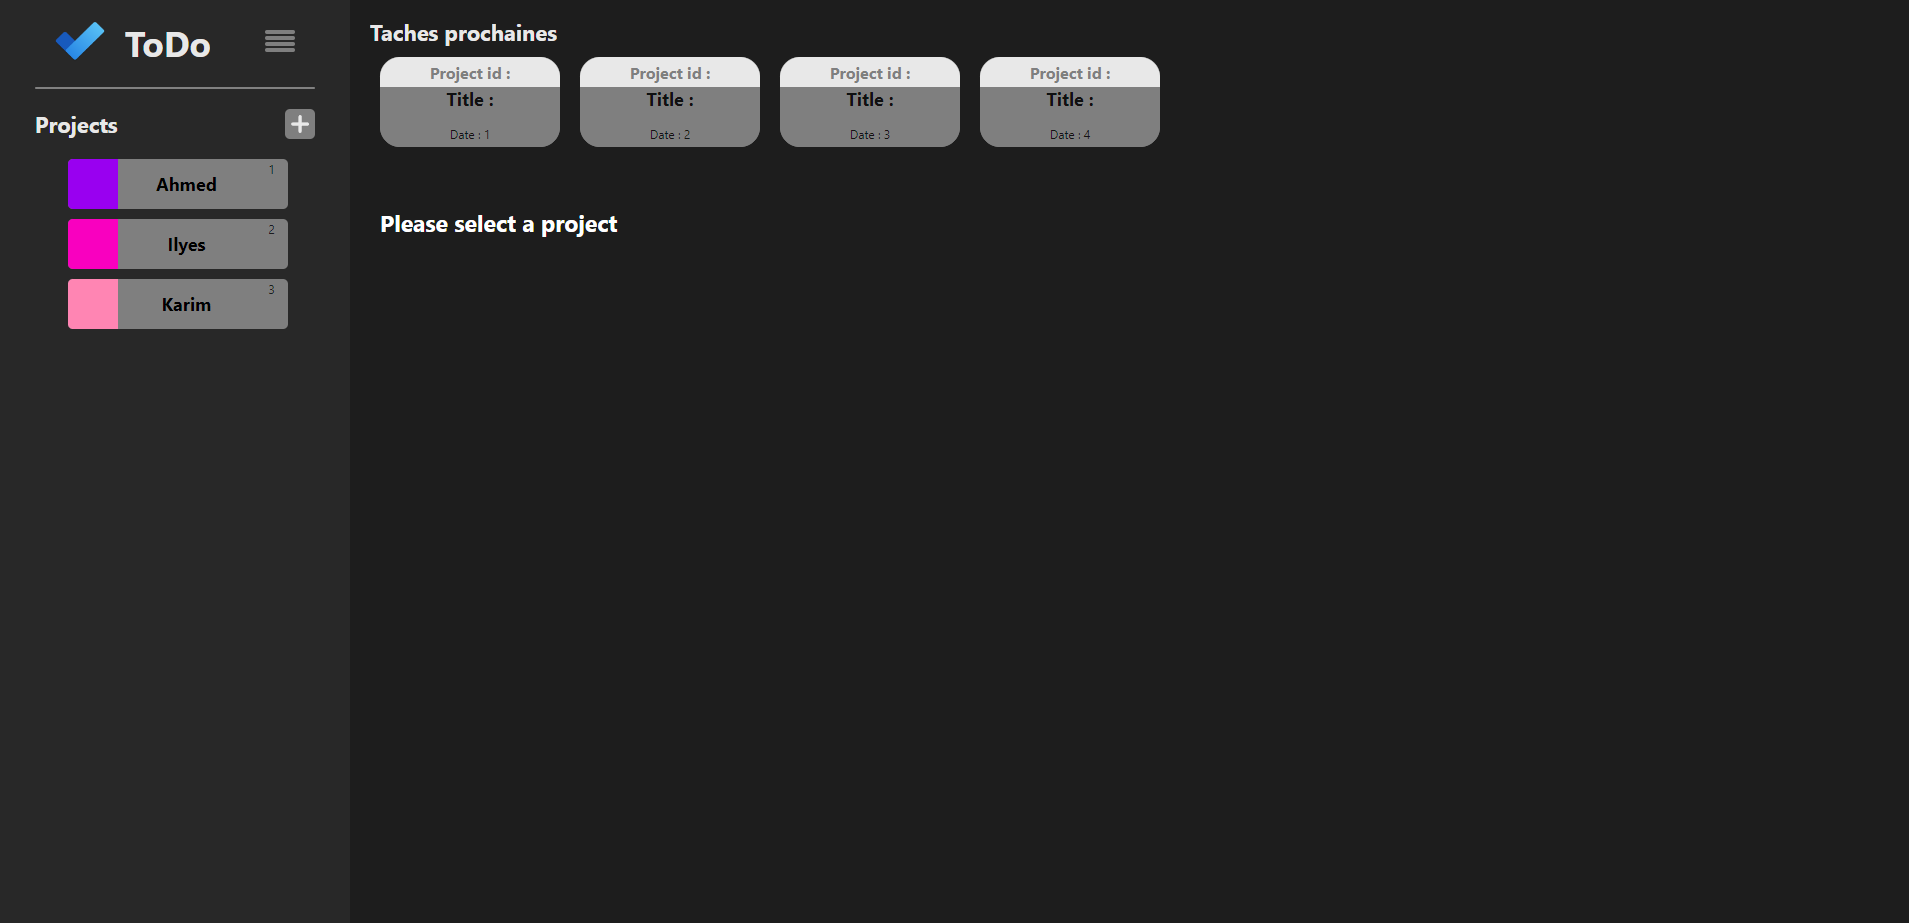 ToDo
Projects
1
Ahmed
2
Ilyes
3
Karim
Taches prochaines
Project id :
Title :
Date : 1
Project id :
Title :
Date : 2
Project id :
Title :
Date : 3
Project id :
Title :
Date : 4
Please select a project